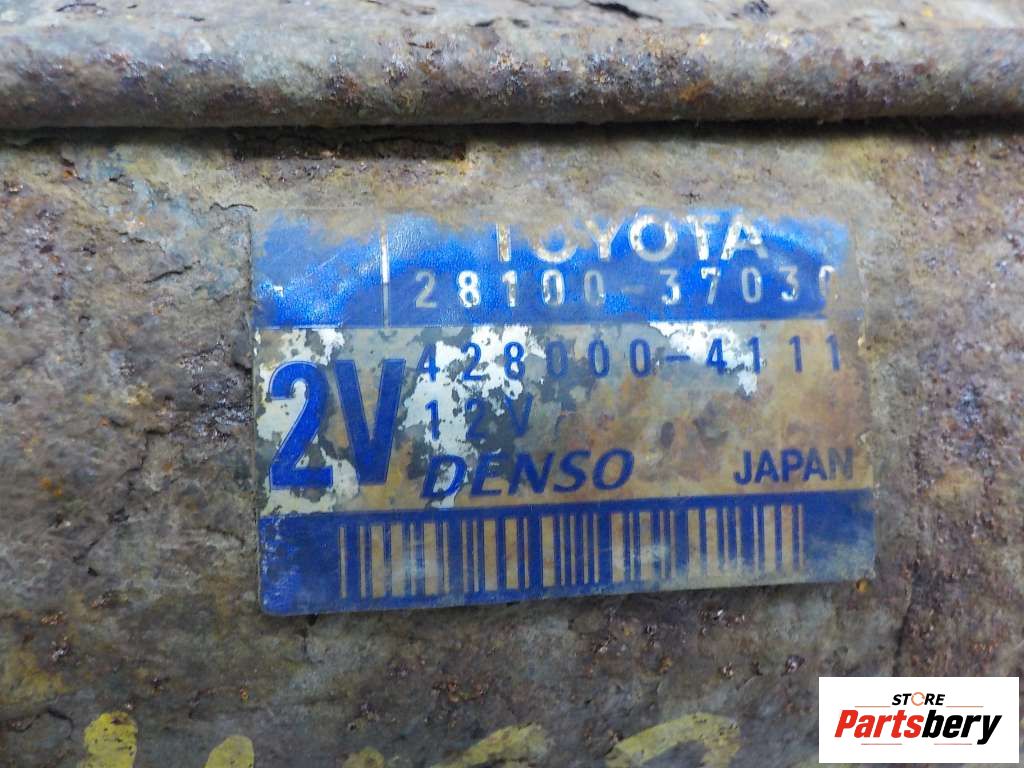 TOYOTA
28100-37030
2V
428000-4111
12V
DENSO
JAPAN
STORE
Partsbery